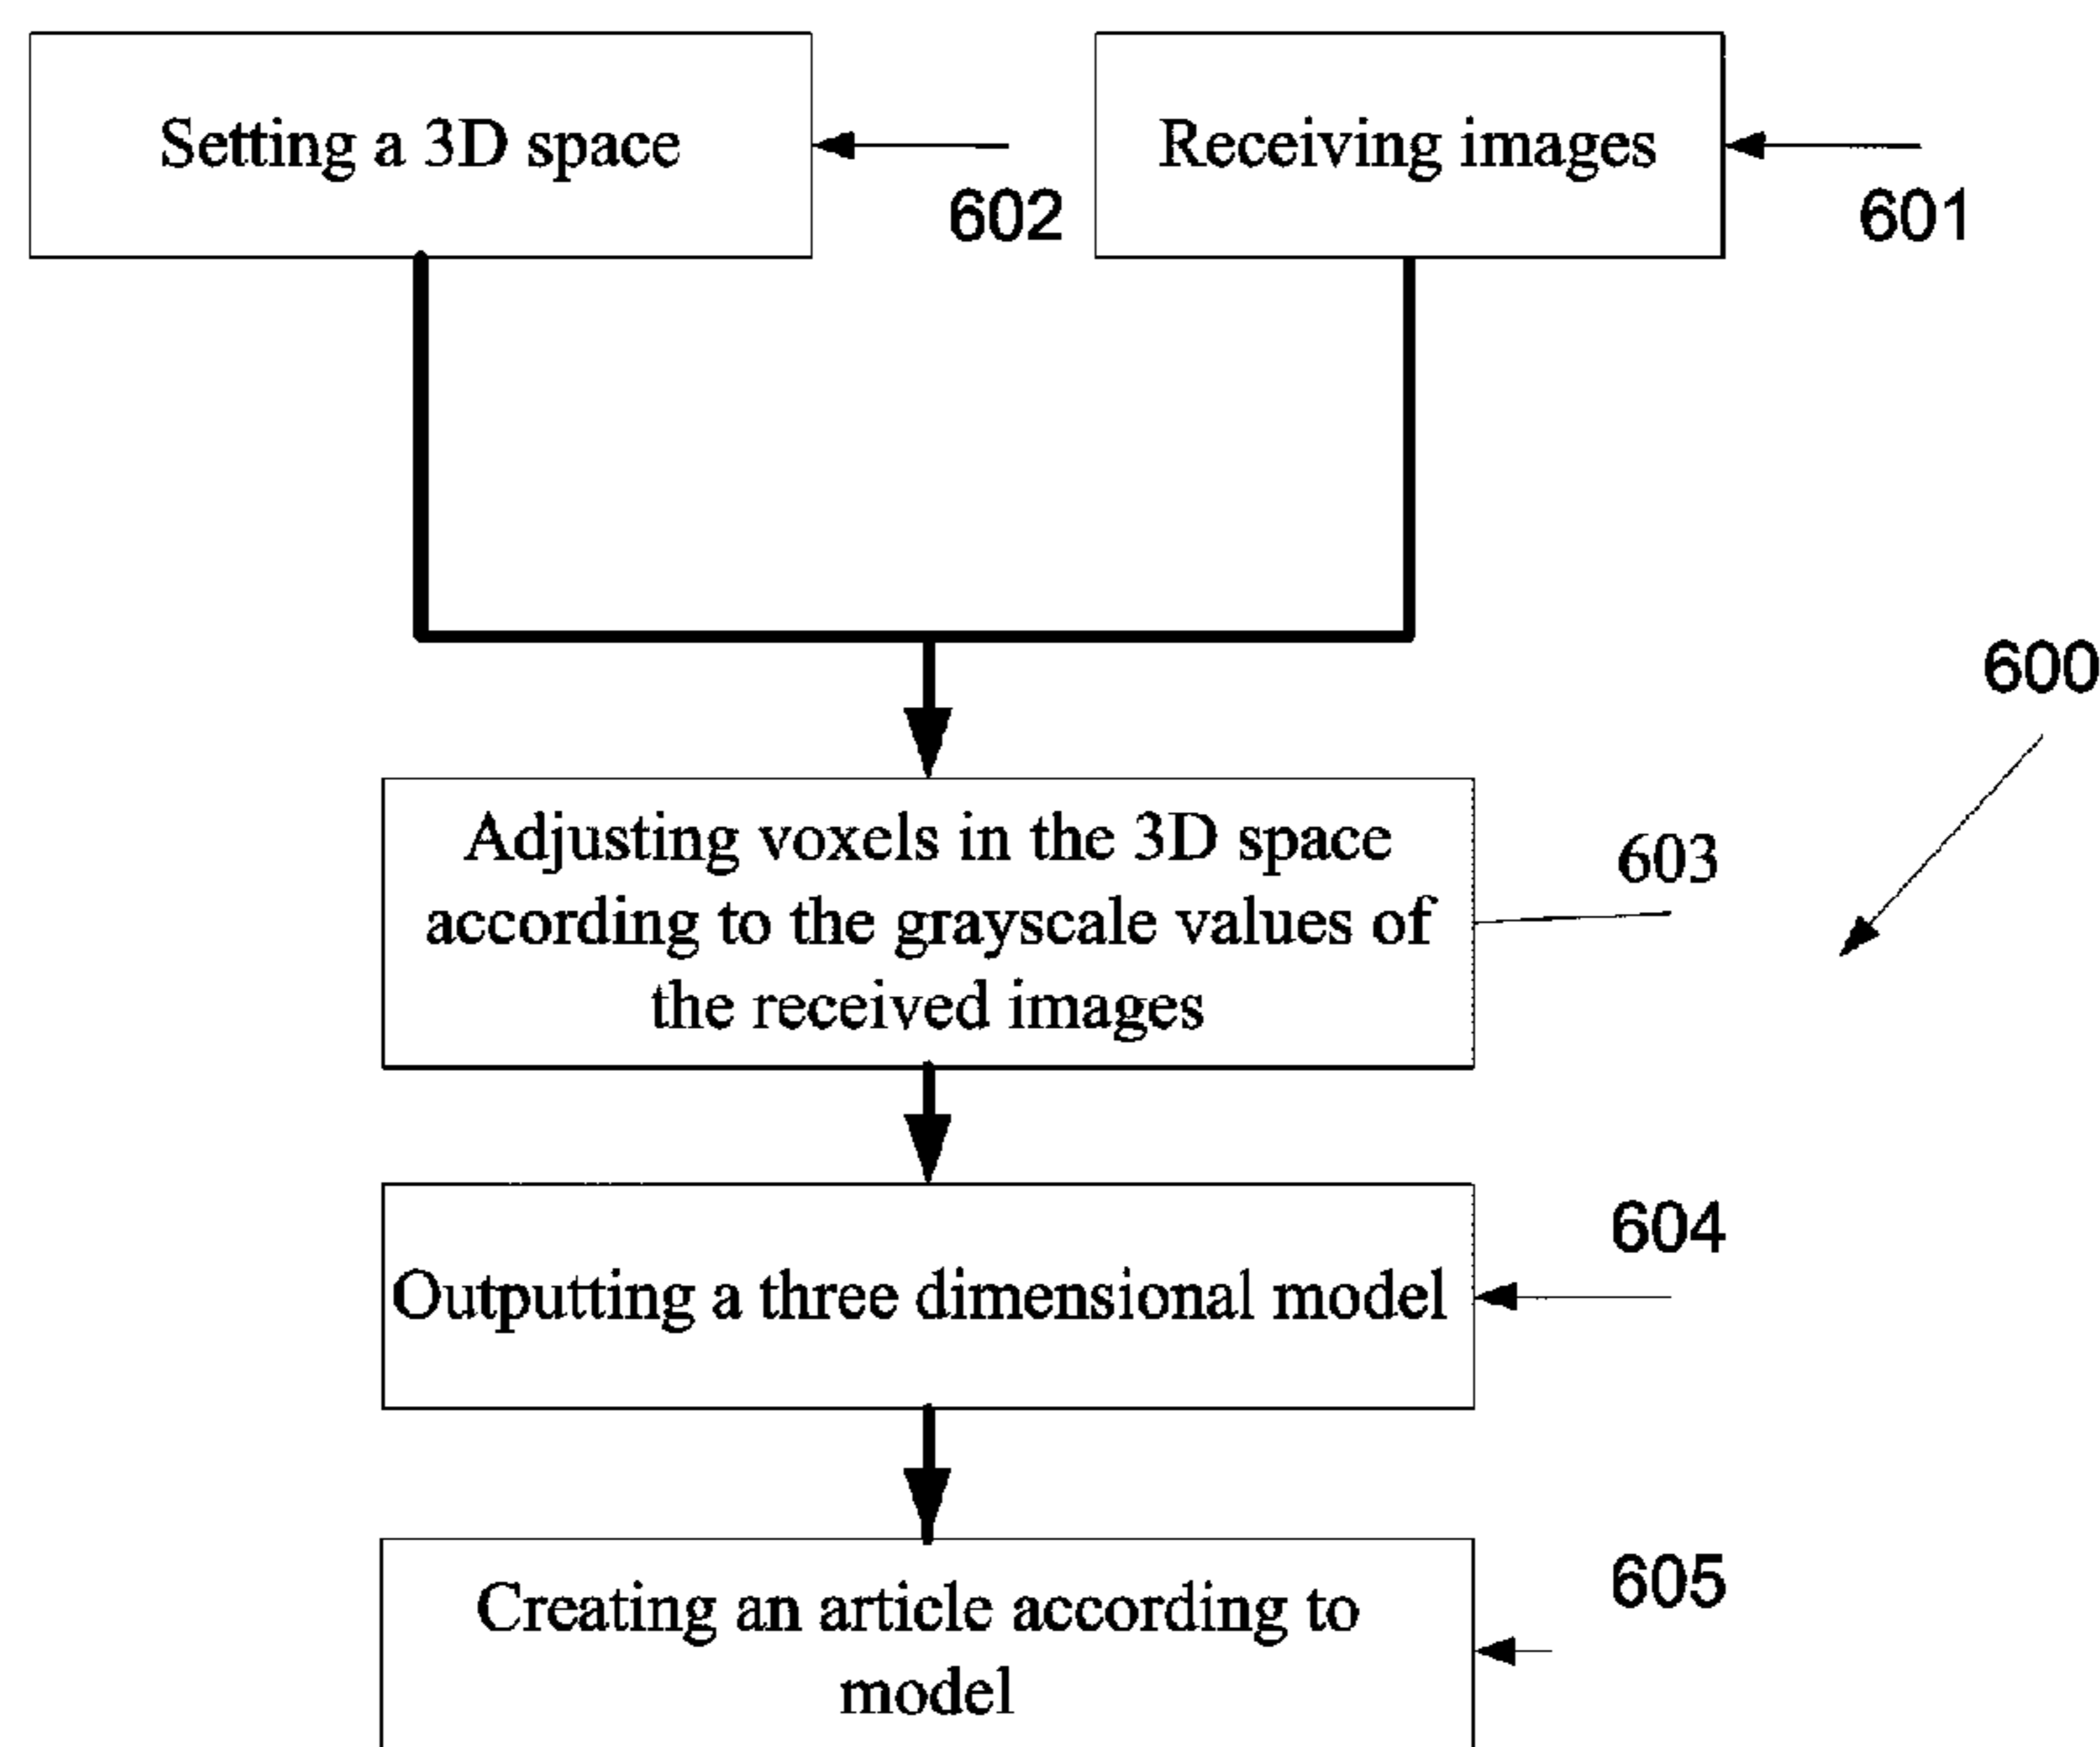 Setting a 3D space
602
Receiving images
601
600
Adjusting voxels in the 3D space
according to the grayscale values of
the received images
603
Outputting a three dimensional model
604
Creating an article according to
model
605